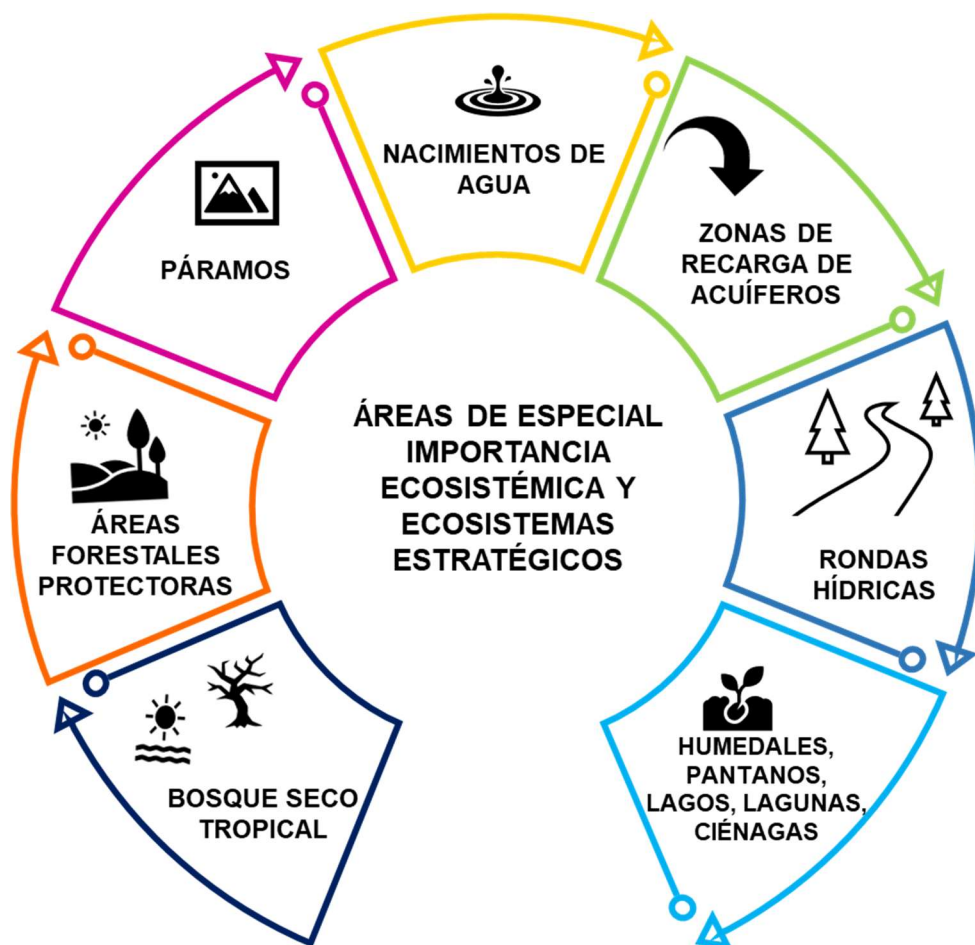 NACIMIENTOS DE
AGUA
PÁRAMOS
ZONAS DE
RECARGA DE
ACUÍFEROS
ÁREAS DE ESPECIAL
IMPORTANCIA
ECOSISTÉMICA Y
ECOSISTEMAS
ESTRATÉGICOS
ÁREAS
FORESTALES
PROTECTORAS
RONDAS
HÍDRICAS
BOSQUE SECO
TROPICAL
HUMEDALES,
PANTANOS,
LAGOS, LAGUNAS,
CIÉNAGAS